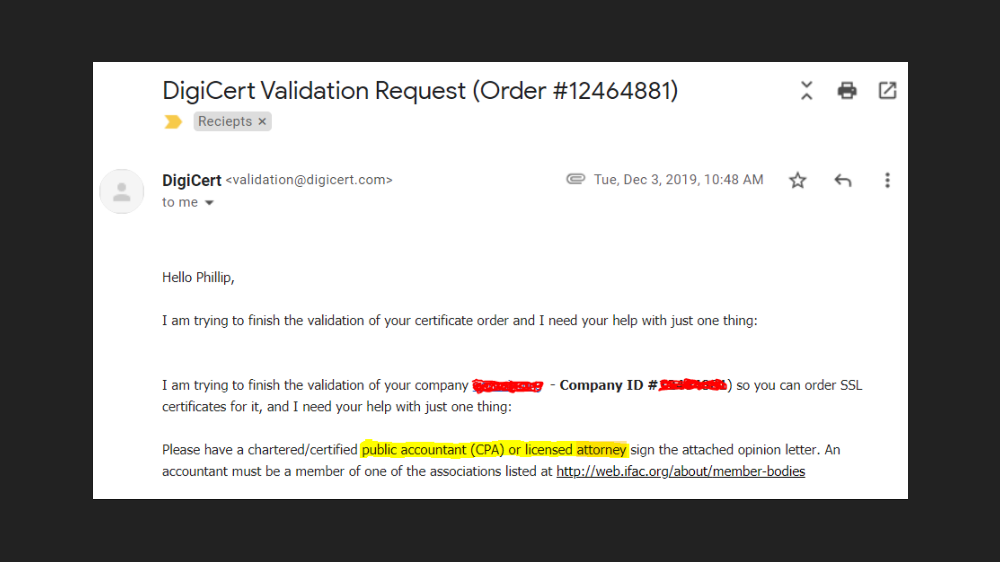 DigiCert Validation Request (Order #12464881)
Reciepts ×
DigiCert <validation@digicert.com> Tue, Dec 3, 2019, 10:48 AM
to me
Hello Phillip,
I am trying to finish the validation of your certificate order and I need your help with just one thing:
I am trying to finish the validation of your company - Company ID #) so you can order SSL
certificates for it, and I need your help with just one thing:
Please have a chartered/certified public accountant (CPA) or licensed attorney sign the attached opinion letter. An
accountant must be a member of one of the associations listed at http://web.ifac.org/about/member-bodies